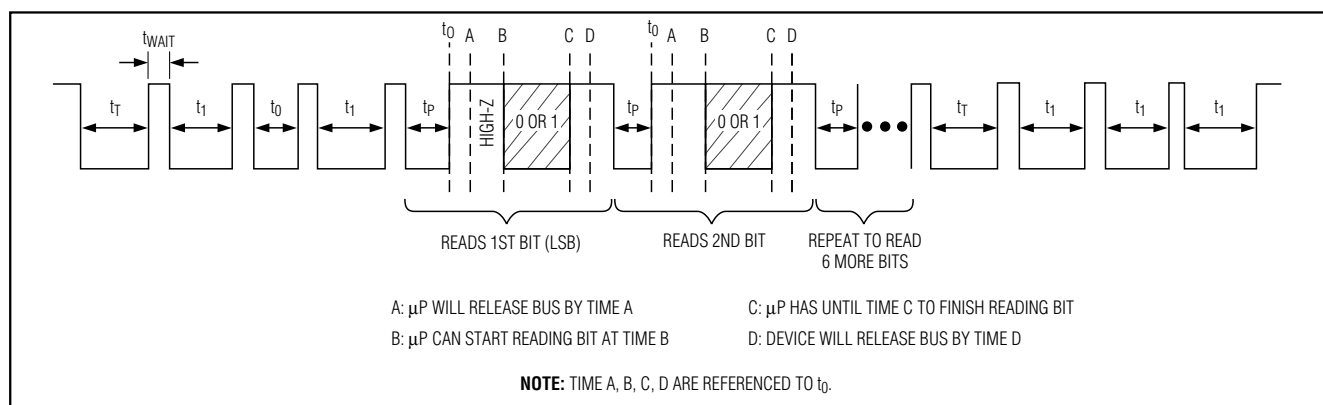 tWAIT
t0 A B C D t0 A B C D
tT t1 t0 t1 tP HIGH-Z 0 OR 1 tP 0 OR 1 tP tT t1 t1 t1
READS 1ST BIT (LSB) READS 2ND BIT REPEAT TO READ
6 MORE BITS
A: μP WILL RELEASE BUS BY TIME A C: μP HAS UNTIL TIME C TO FINISH READING BIT
B: μP CAN START READING BIT AT TIME B D: DEVICE WILL RELEASE BUS BY TIME D
NOTE: TIME A, B, C, D ARE REFERENCED TO t0.